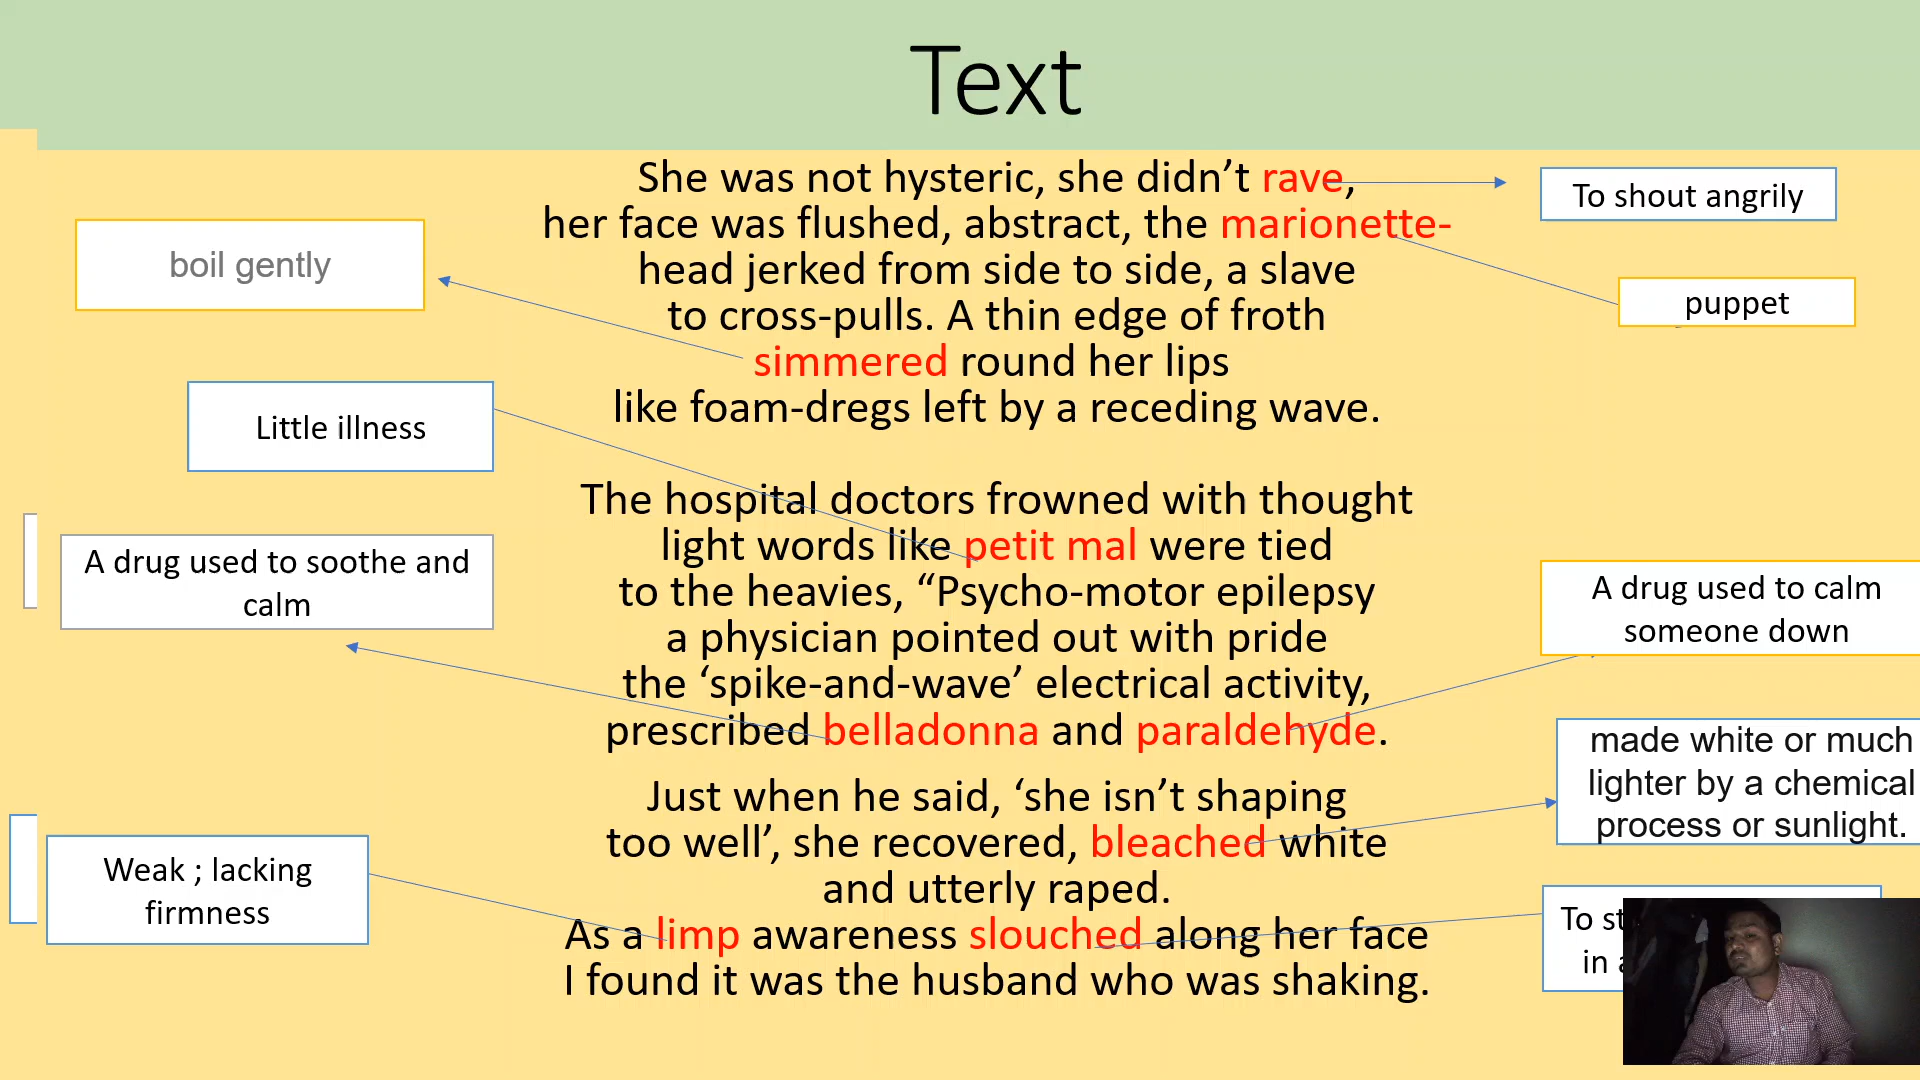 Text
She was not hysteric, she didn’t rave,
her face was flushed, abstract, the marionette-
head jerked from side to side, a slave
to cross-pulls. A thin edge of froth
simmered round her lips
like foam-dregs left by a receding wave.
The hospital doctors frowned with thought
light words like petit mal were tied
to the heavies, “Psycho-motor epilepsy
a physician pointed out with pride
the ‘spike-and-wave’ electrical activity,
prescribed belladonna and paraldehyde.
Just when he said, ‘she isn’t shaping
too well’, she recovered, bleached white
and utterly raped.
As a limp awareness slouched along her face
I found it was the husband who was shaking.
boil gently
Little illness
A drug used to soothe and
calm
Weak ; lacking
firmness
To shout angrily
puppet
A drug used to calm
someone down
made white or much
lighter by a chemical
process or sunlight.
To
in